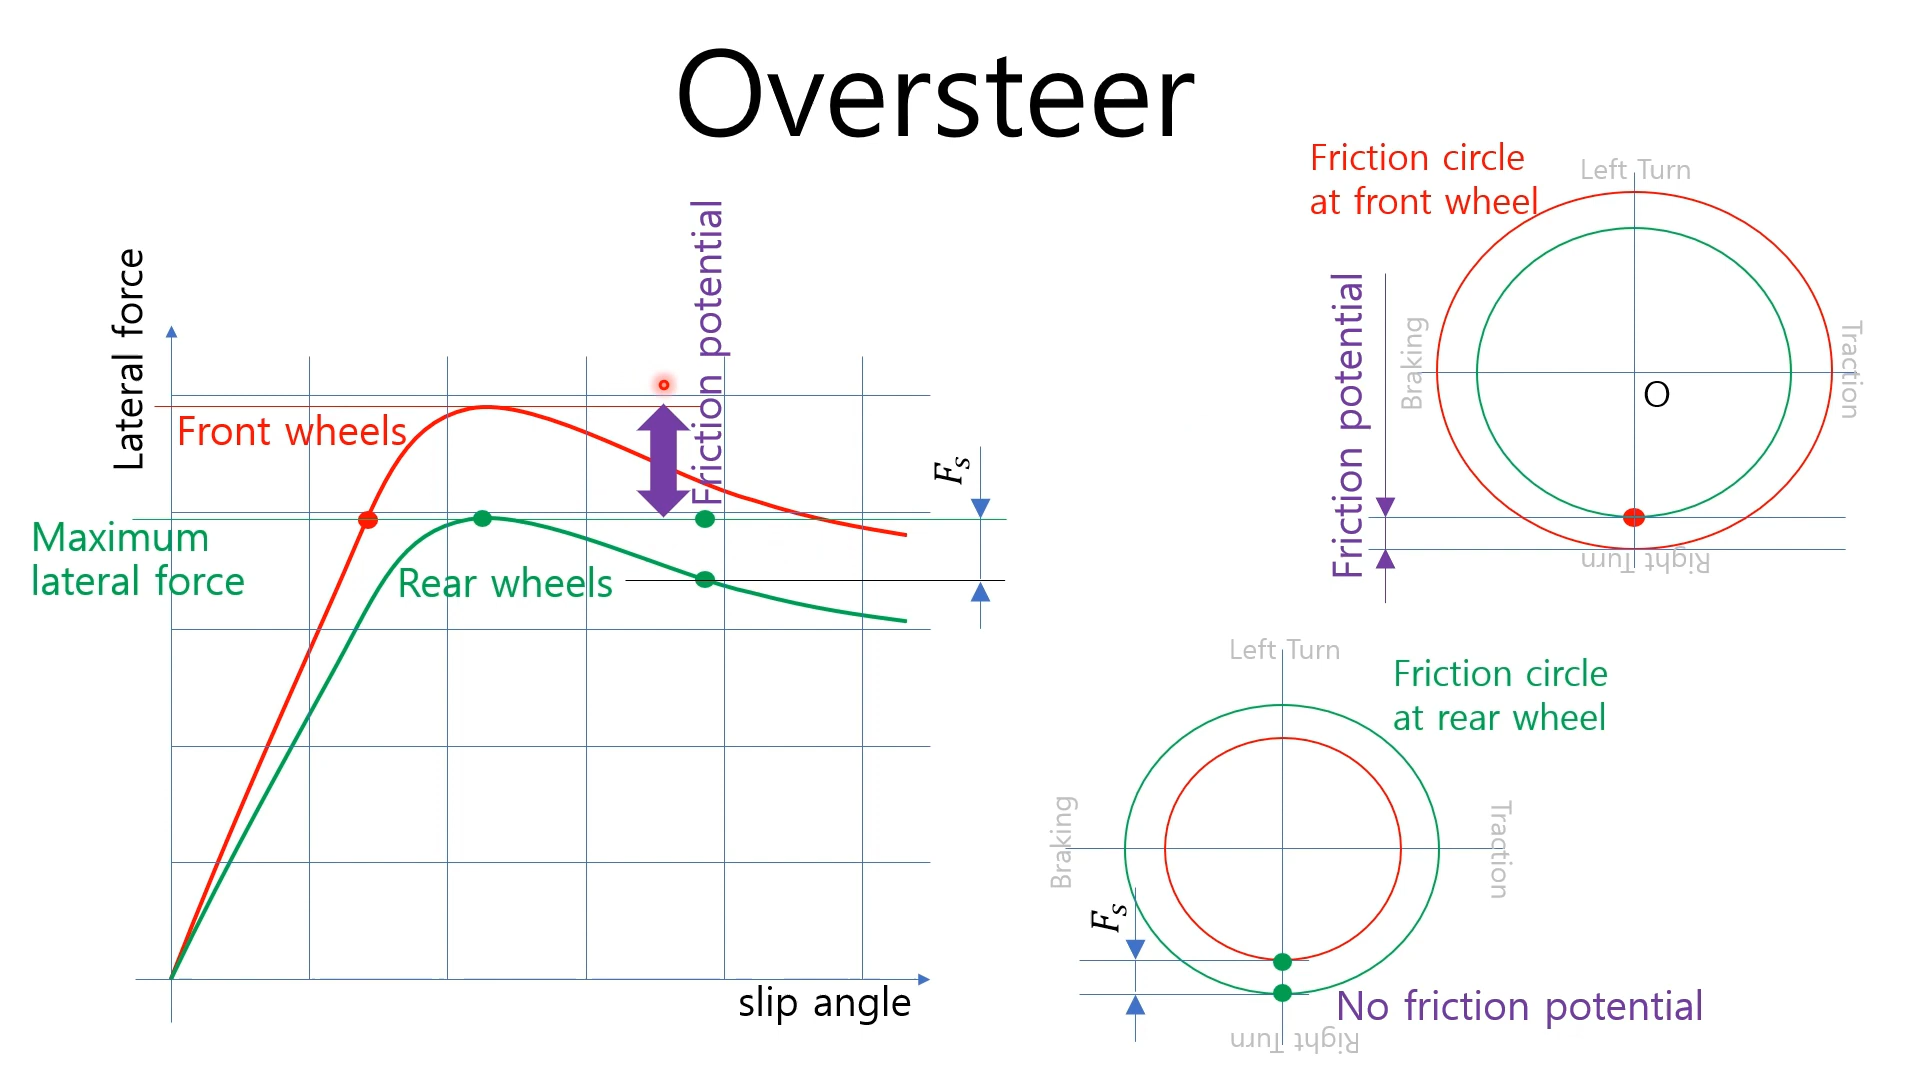 Oversteer
Lateral force
Front wheels
Friction potential
Maximum
lateral force
Rear wheels
Fs
slip angle
Friction circle
at front wheel
Left Turn
Friction potential
Braking
Traction
O
Right Turn
Left Turn
Friction circle
at rear wheel
Braking
Traction
Fs
No friction potential
Right Turn